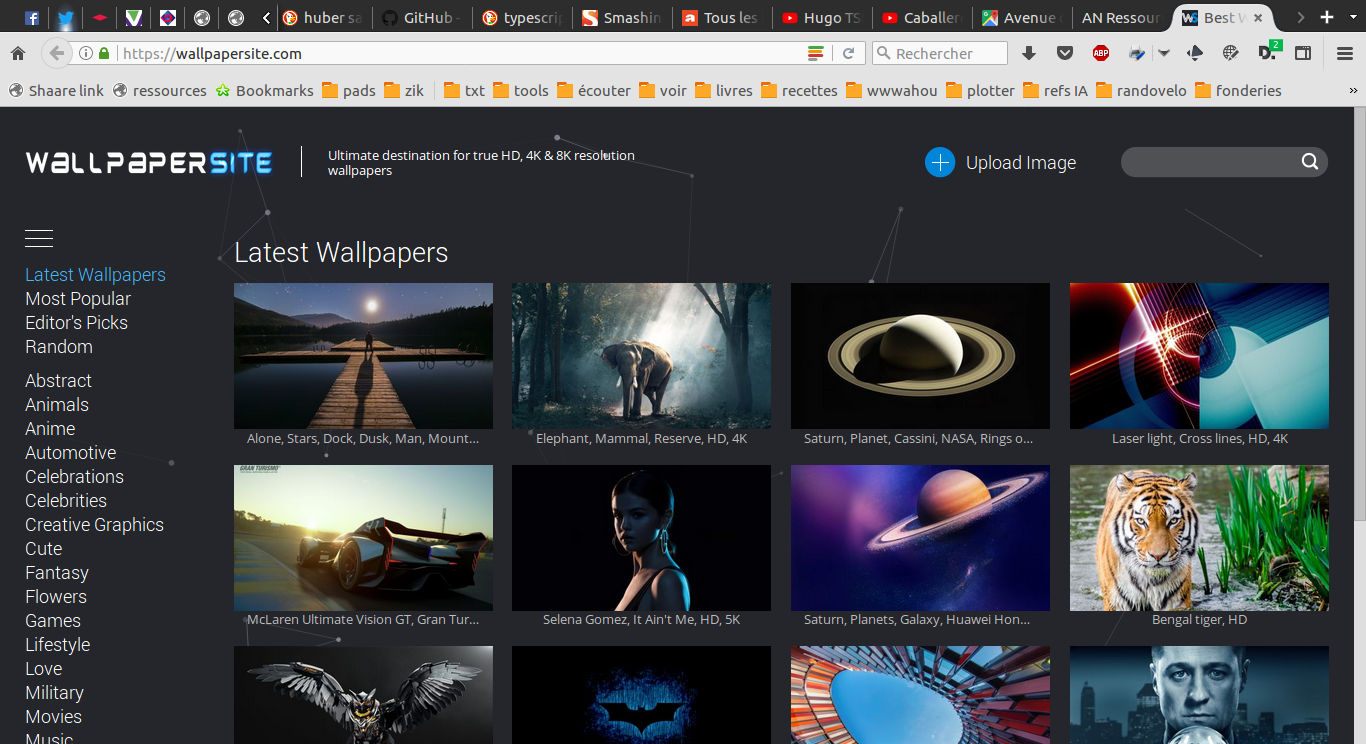 huber sa
GitHub -
typescrip
Smashin
Tous les
Hugo TS
Caballer
Avenue
AN Ressour
Best W
https://wallpapersite.com
Rechercher
ABP
2
Shaare link
ressources
Bookmarks
pads
zik
txt
tools
écouter
voir
livres
recettes
wwwahou
plotter
refs IA
randovelo
fonderies
WALLPAPERSITE
Ultimate destination for true HD, 4K & 8K resolution
wallpapers
Upload Image
Latest Wallpapers
Most Popular
Editor's Picks
Random
Abstract
Animals
Anime
Automotive
Celebrations
Celebrities
Creative Graphics
Cute
Fantasy
Flowers
Games
Lifestyle
Love
Military
Movies
Music
Latest Wallpapers
Alone, Stars, Dock, Dusk, Man, Mount...
Elephant, Mammal, Reserve, HD, 4K
Saturn, Planet, Cassini, NASA, Rings o...
Laser light, Cross lines, HD, 4K
GRAN TURISMO
McLaren Ultimate Vision GT, Gran Tur...
Selena Gomez, It Ain't Me, HD, 5K
Saturn, Planets, Galaxy, Huawei Hon...
Bengal tiger, HD